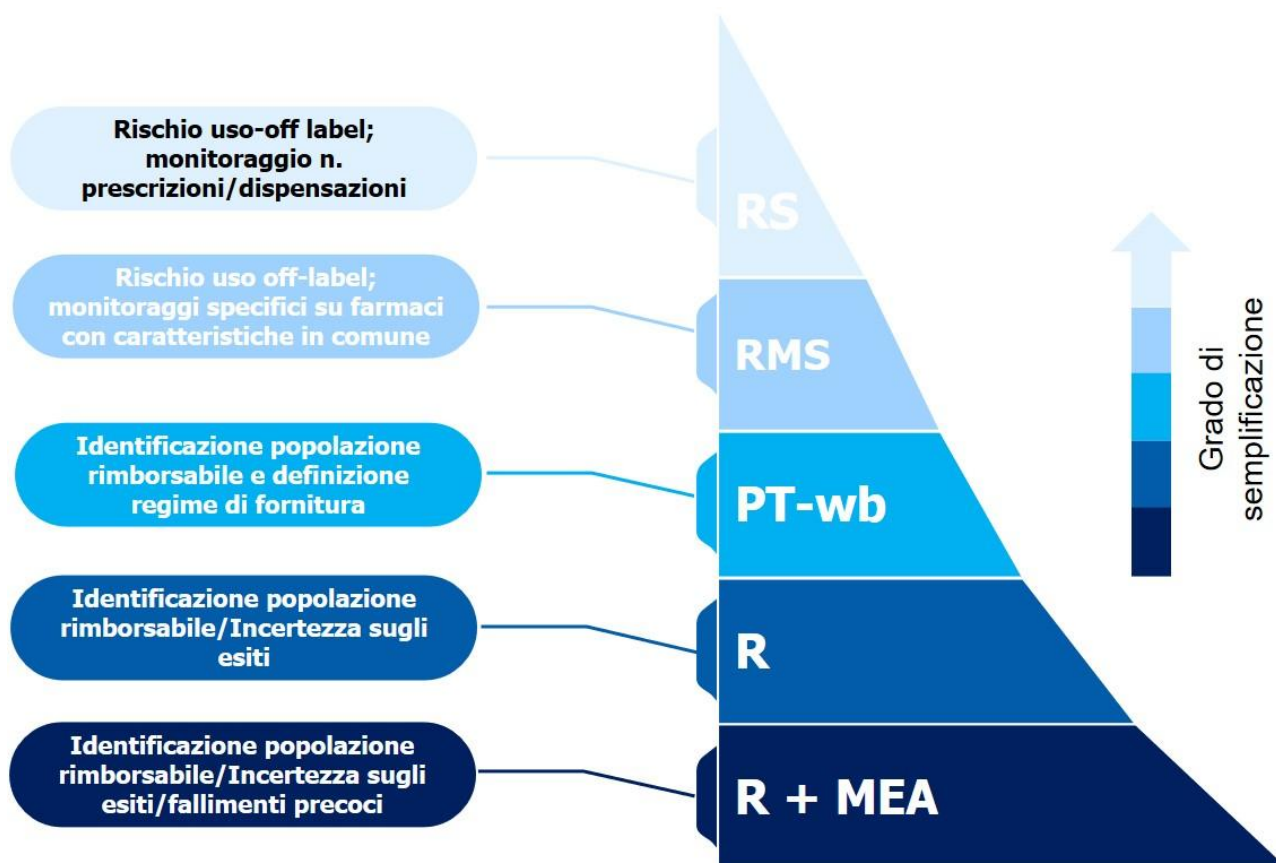 Rischio uso-off label;
monitoraggio n.
prescrizioni/dispensazioni
RS
Rischio uso off-label;
monitoraggi specifici su farmaci
con caratteristiche in comune
RMS
Identificazione popolazione
rimborsabile e definizione
regime di fornitura
PT-wb
Identificazione popolazione
rimborsabile/Incertezza sugli
esiti
R
Identificazione popolazione
rimborsabile/Incertezza sugli
esiti/fallimenti precoci
R + MEA
Grado di
semplificazione